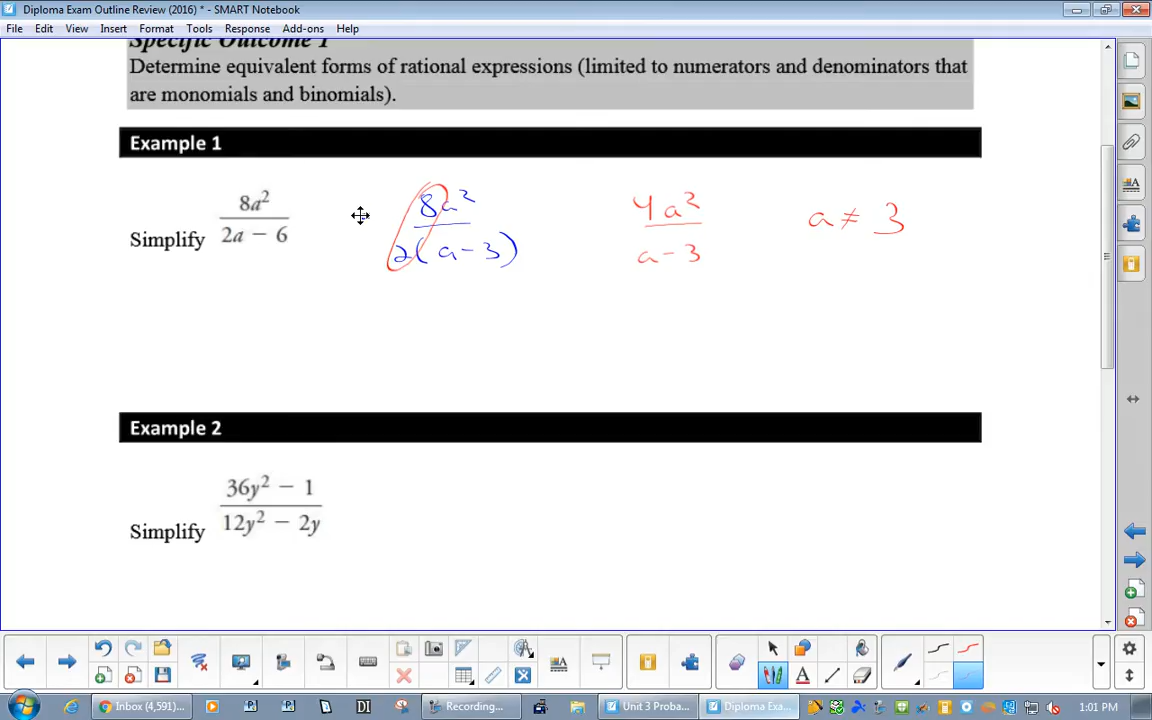 Diploma Exam Outline Review (2016) * - SMART Notebook
File Edit View Insert Format Tools Response Add-ons Help
Specific Outcome 1
Determine equivalent forms of rational expressions (limited to numerators and denominators that
are monomials and binomials).
Example 1
Simplify 8a² / 2a − 6
8a² / 2(a-3)
4a² / a-3
a ≠ 3
Example 2
Simplify 36y² − 1 / 12y² − 2y
Inbox (4,591)...
DI
Recording...
Unit 3 Proba...
Diploma Exa...
1:01 PM